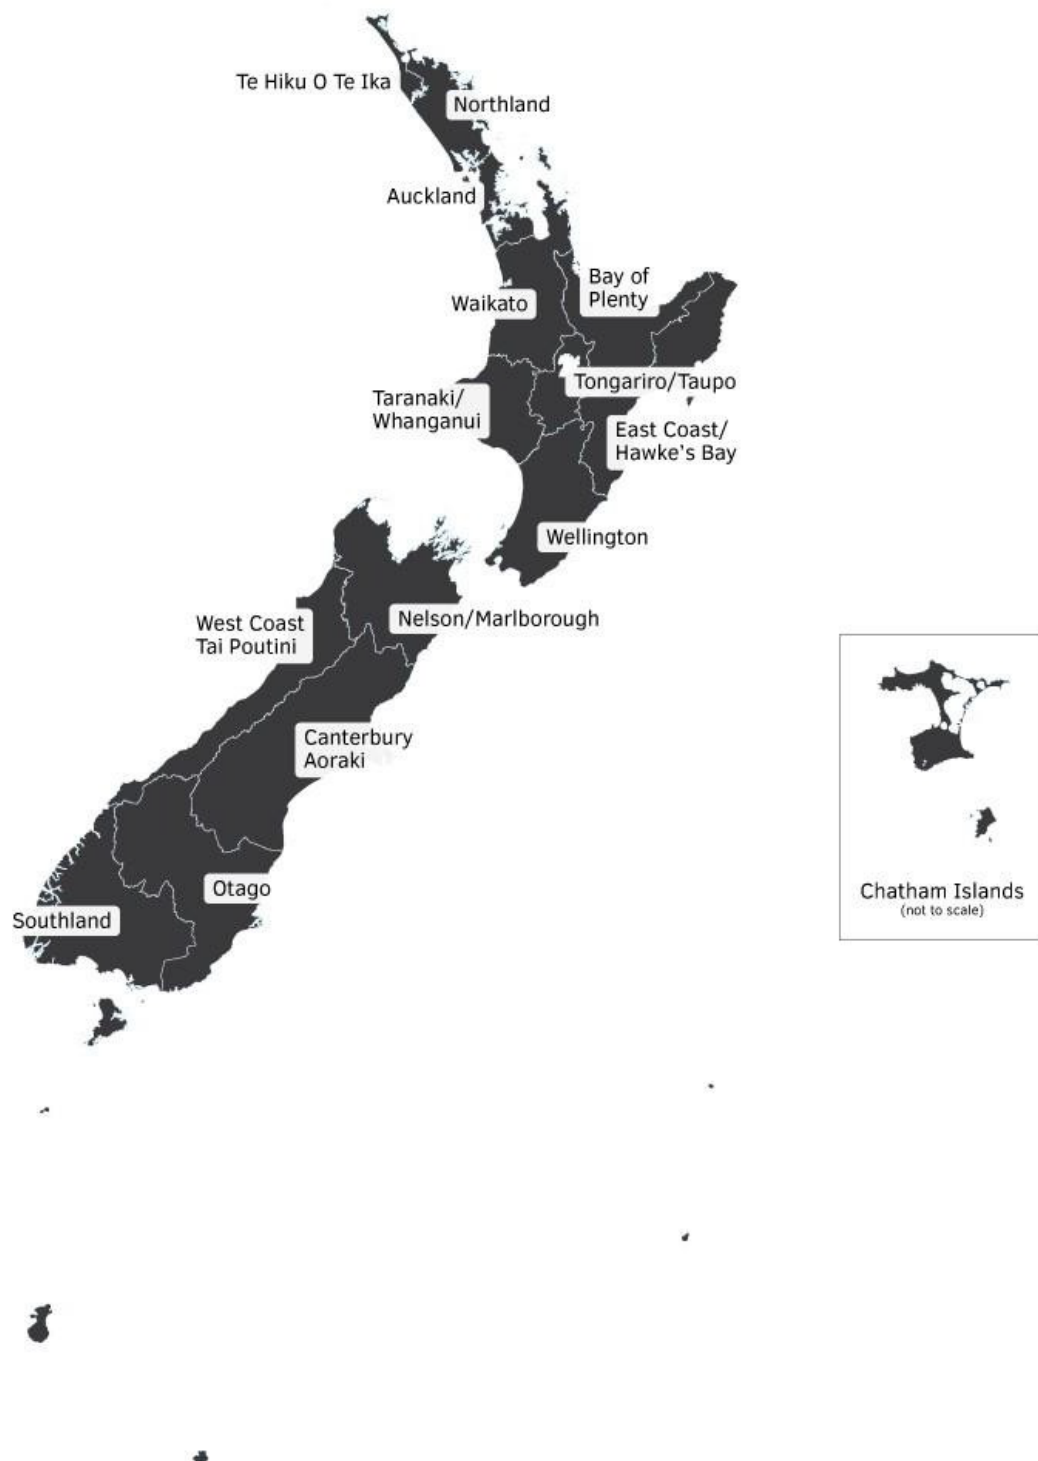 Te Hiku O Te Ika
Northland
Auckland
Bay of
Plenty
Waikato
Tongariro/Taupo
Taranaki/
Whanganui
East Coast/
Hawke's Bay
Wellington
Nelson/Marlborough
West Coast
Tai Poutini
Canterbury
Aoraki
Otago
Southland
Chatham Islands
(not to scale)